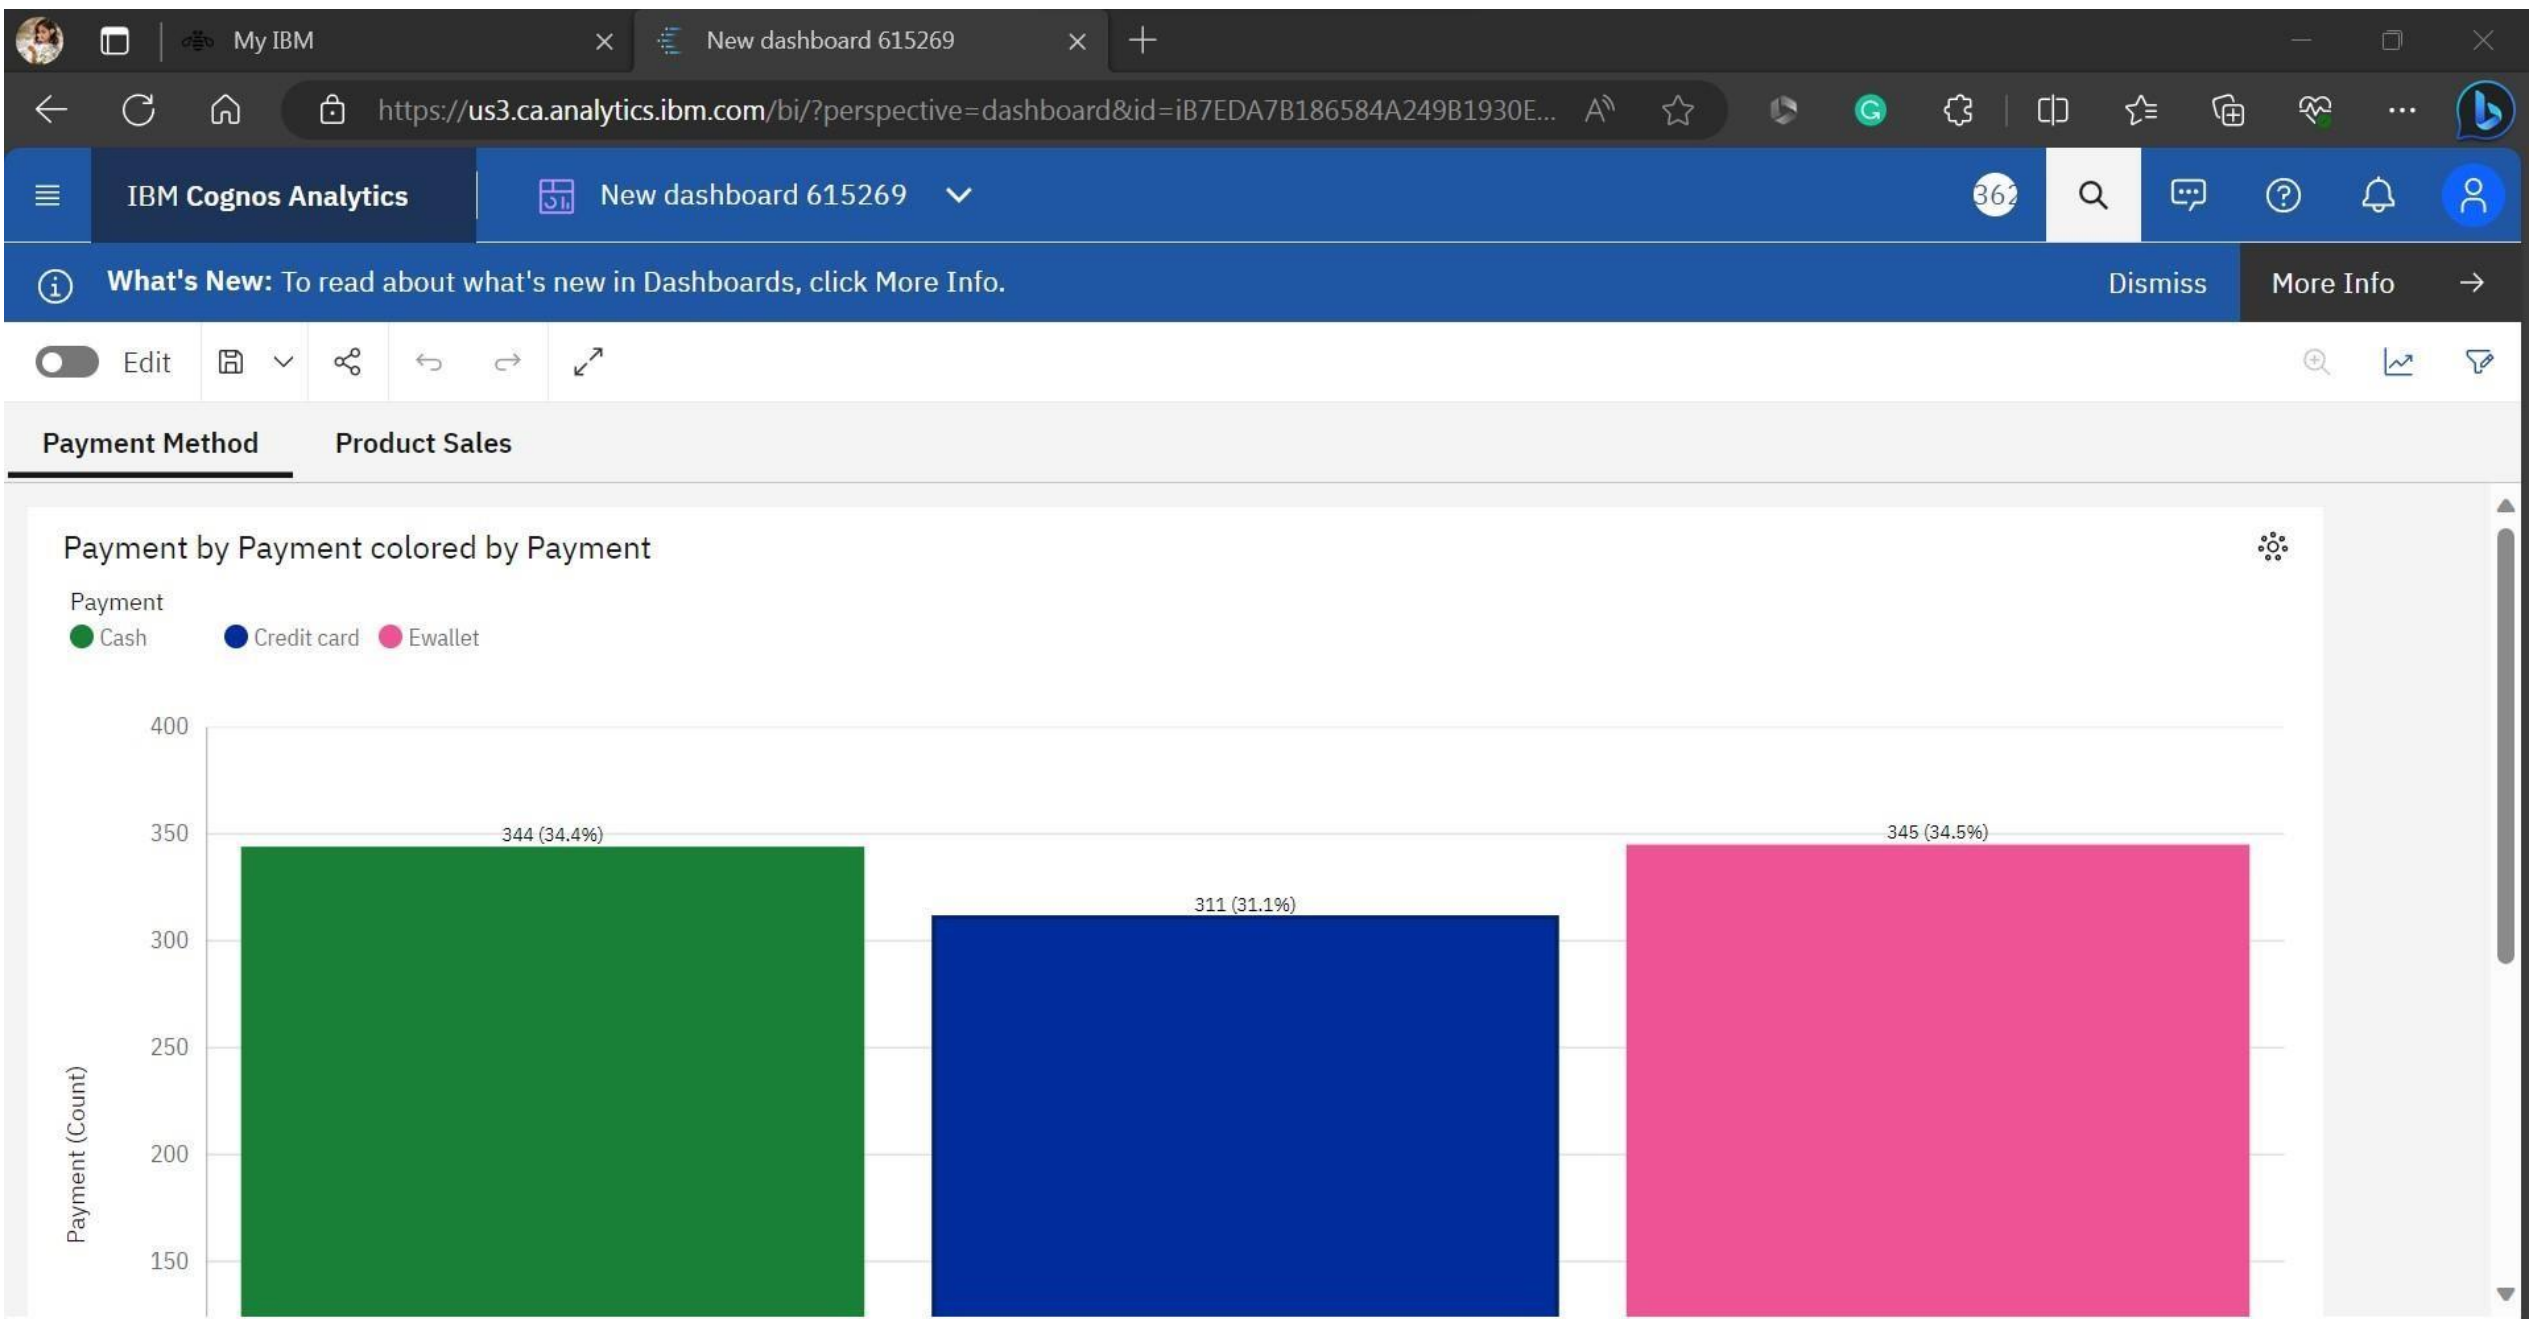 My IBM
New dashboard 615269
https://us3.ca.analytics.ibm.com/bi/?perspective=dashboard&id=iB7EDA7B186584A249B1930E...
IBM Cognos Analytics
New dashboard 615269
362
What's New: To read about what's new in Dashboards, click More Info.
Dismiss
More Info
Edit
Payment Method
Product Sales
Payment by Payment colored by Payment
Payment
Cash
Credit card
Ewallet
400
350
300
250
200
150
Payment (Count)
344 (34.4%)
311 (31.1%)
345 (34.5%)